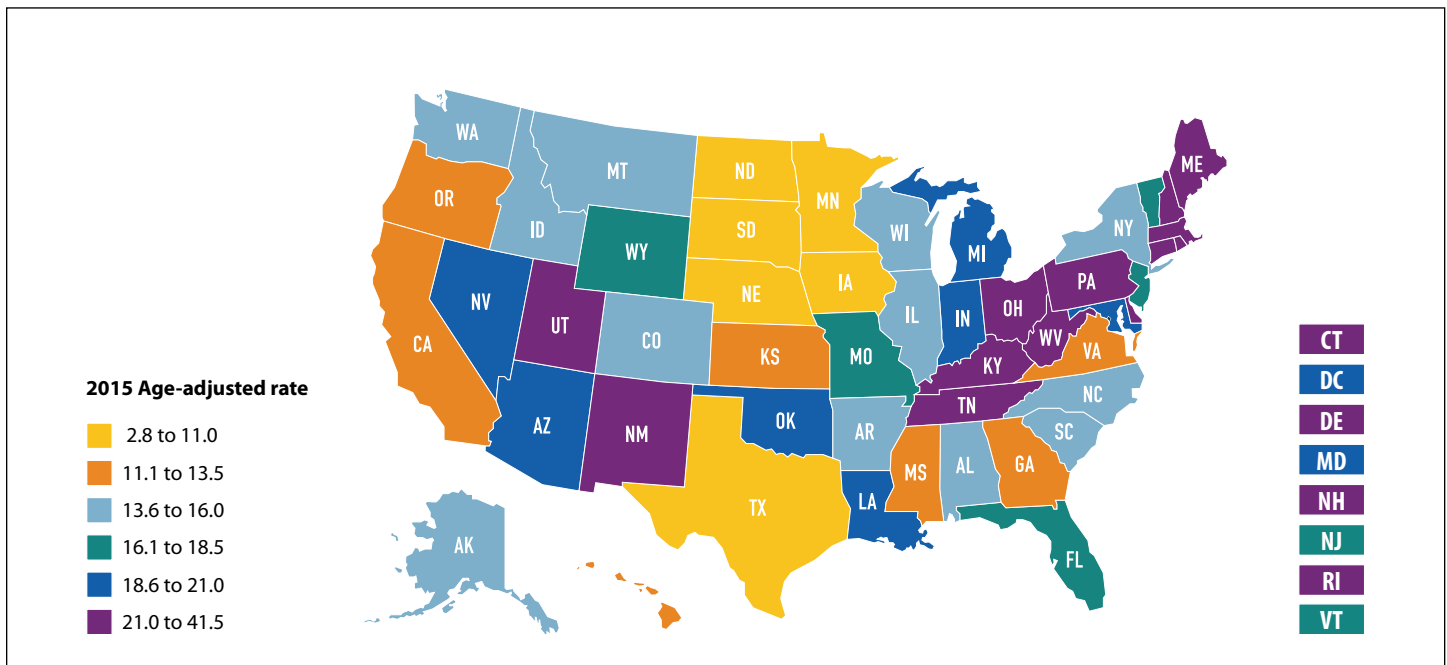 WA
MT
ND
MN
ME
OR
ID
SD
WI
NY
WY
MI
NV
NE
IA
PA
UT
CO
IL
IN
OH
WV
CA
KS
MO
KY
VA
CT
DC
2015 Age-adjusted rate
AZ
NM
OK
AR
TN
NC
SC
DE
2.8 to 11.0
MS
AL
GA
MD
11.1 to 13.5
TX
LA
NH
13.6 to 16.0
AK
FL
NJ
16.1 to 18.5
RI
18.6 to 21.0
VT
21.0 to 41.5